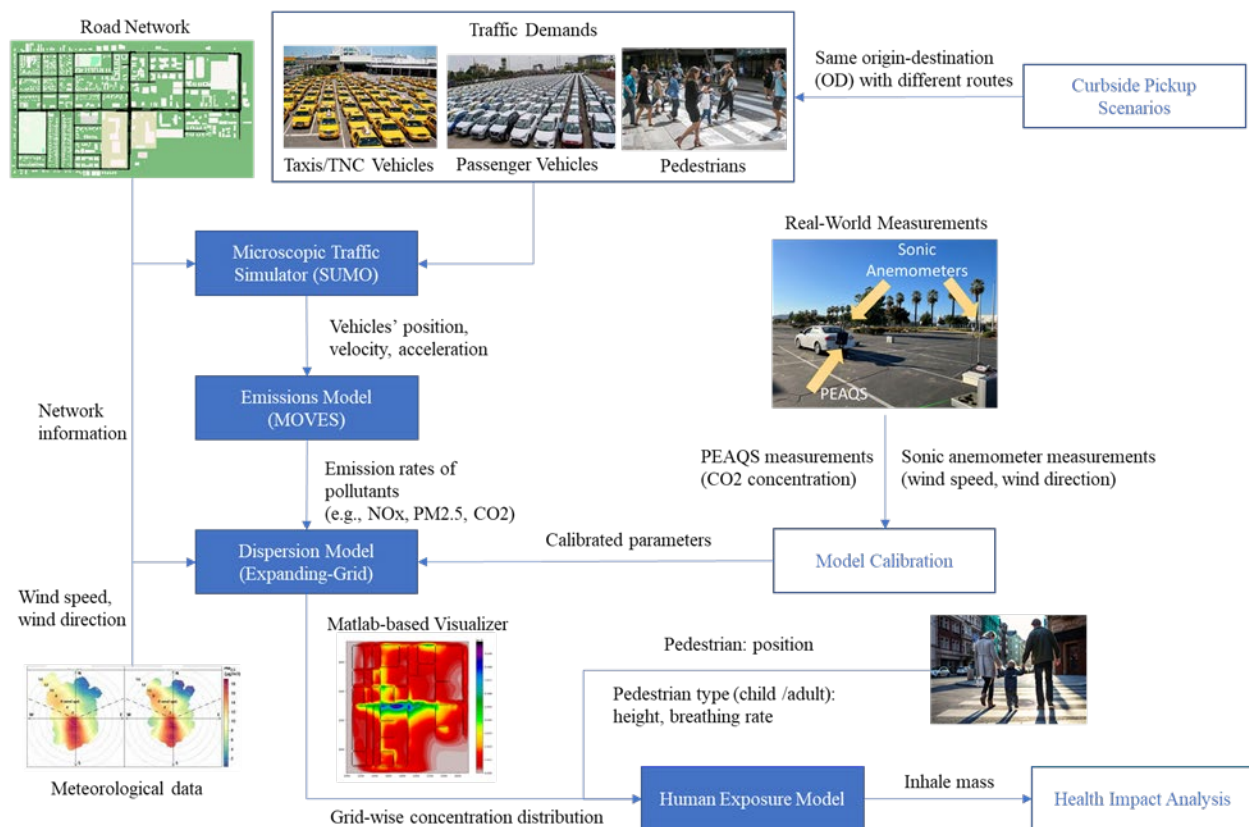 Road Network
Traffic Demands
Taxis/TNC Vehicles
Passenger Vehicles
Pedestrians
Same origin-destination
(OD) with different routes
Curbside Pickup
Scenarios
Microscopic Traffic
Simulator (SUMO)
Real-World Measurements
Sonic
Anemometers
PEAQS
Vehicles' position,
velocity, acceleration
Emissions Model
(MOVES)
Network
information
Emission rates of
pollutants
(e.g., NOx, PM2.5, CO2)
PEAQS measurements
(CO2 concentration)
Sonic anemometer measurements
(wind speed, wind direction)
Dispersion Model
(Expanding-Grid)
Calibrated parameters
Model Calibration
Wind speed,
wind direction
Matlab-based Visualizer
Pedestrian: position
Pedestrian type (child /adult):
height, breathing rate
Meteorological data
Grid-wise concentration distribution
Human Exposure Model
Inhale mass
Health Impact Analysis